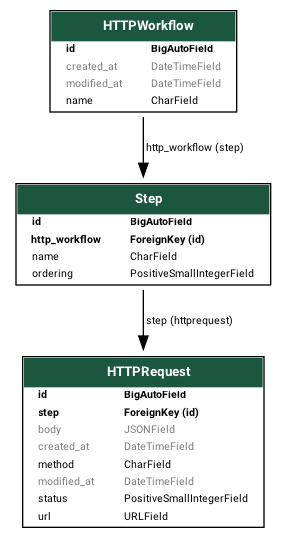 HTTPWorkflow
id BigAutoField
created_at DateTimeField
modified_at DateTimeField
name CharField
http_workflow (step)
Step
id BigAutoField
http_workflow ForeignKey (id)
name CharField
ordering PositiveSmallIntegerField
step (httprequest)
HTTPRequest
id BigAutoField
step ForeignKey (id)
body JSONField
created_at DateTimeField
method CharField
modified_at DateTimeField
status PositiveSmallIntegerField
url URLField